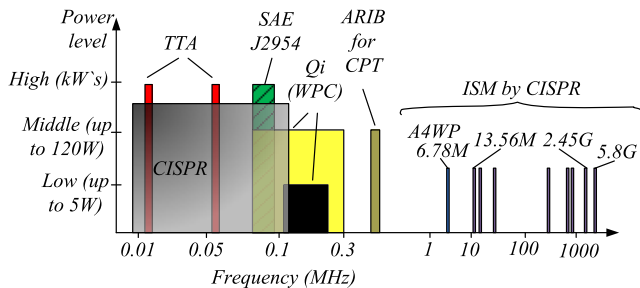 Power
level
TTA
SAE
J2954
ARIB
for
CPT
Qi
(WPC)
High (kW`s)
Middle (up
to 120W)
Low (up
to 5W)
CISPR
ISM by CISPR
A4WP
6.78M
13.56M
2.45G
5.8G
0.01 0.05 0.1 0.3 1 10 100 1000
Frequency (MHz)